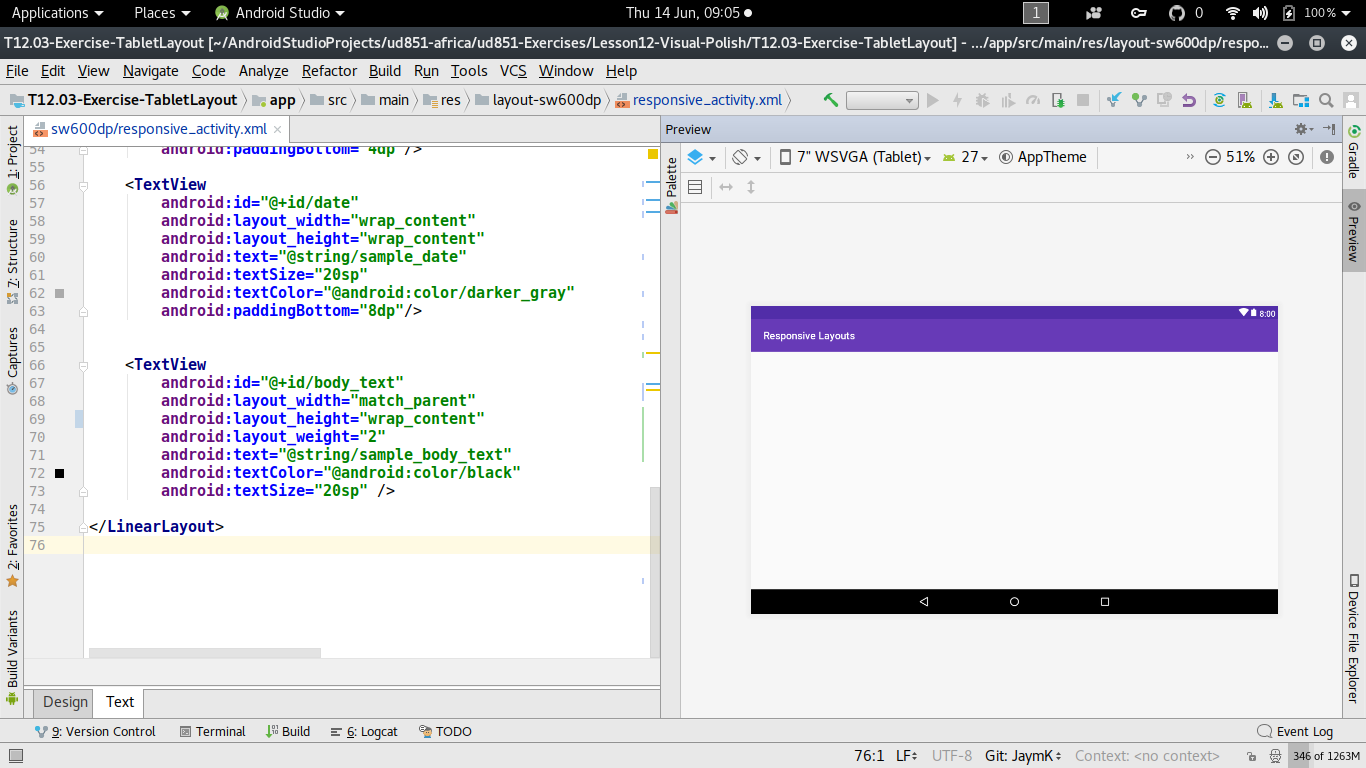 Applications Places Android Studio Thu 14 Jun, 09:05 1 0 100%
T12.03-Exercise-TabletLayout [~/AndroidStudioProjects/ud851-africa/ud851-Exercises/Lesson12-Visual-Polish/T12.03-Exercise-TabletLayout] - .../app/src/main/res/layout-sw600dp/respo...
File Edit View Navigate Code Analyze Refactor Build Run Tools VCS Window Help
T12.03-Exercise-TabletLayout app src main res layout-sw600dp responsive_activity.xml
1: Project
7: Structure
Captures
2: Favorites
Build Variants
sw600dp/responsive_activity.xml
54 android:paddingBottom="4dp />
55
56 <TextView
57 android:id="@+id/date"
58 android:layout_width="wrap_content"
59 android:layout_height="wrap_content"
60 android:text="@string/sample_date"
61 android:textSize="20sp"
62 android:textColor="@android:color/darker_gray"
63 android:paddingBottom="8dp"/>
64
65
66 <TextView
67 android:id="@+id/body_text"
68 android:layout_width="match_parent"
69 android:layout_height="wrap_content"
70 android:layout_weight="2"
71 android:text="@string/sample_body_text"
72 android:textColor="@android:color/black"
73 android:textSize="20sp" />
74
75 </LinearLayout>
76
Design Text
Preview
Palette
7" WSVGA (Tablet) 27 AppTheme » 51%
8:00
Responsive Layouts
Gradle
Preview
Device File Explorer
9: Version Control Terminal Build 6: Logcat TODO Event Log
76:1 LF UTF-8 Git: JaymK Context: <no context> 346 of 1263M